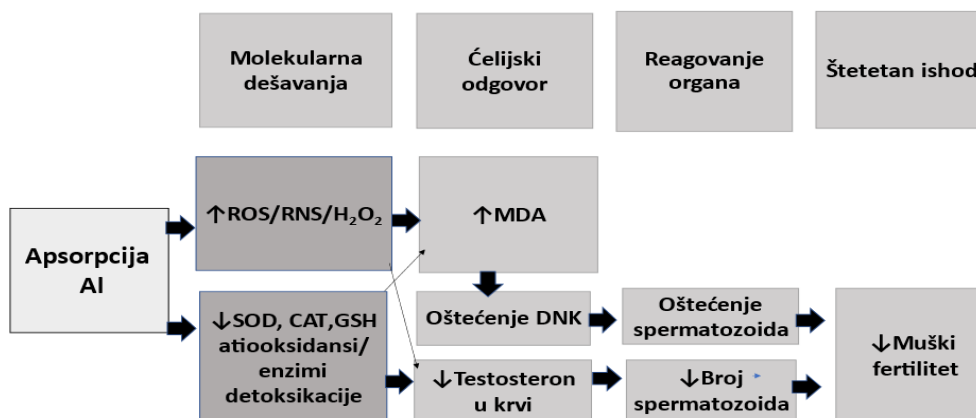 Molekularna
dešavanja
Ćelijski
odgovor
Reagovanje
organa
Štetetan ishod
Apsorpcija
Al
↑ROS/RNS/H₂O₂
↑MDA
↓SOD, CAT,GSH
atiooksidansi/
enzimi
detoksikacije
Oštećenje DNK
Oštećenje
spermatozoida
↓Testosteron
u krvi
↓Broj
spermatozoida
↓Muški
fertilitet